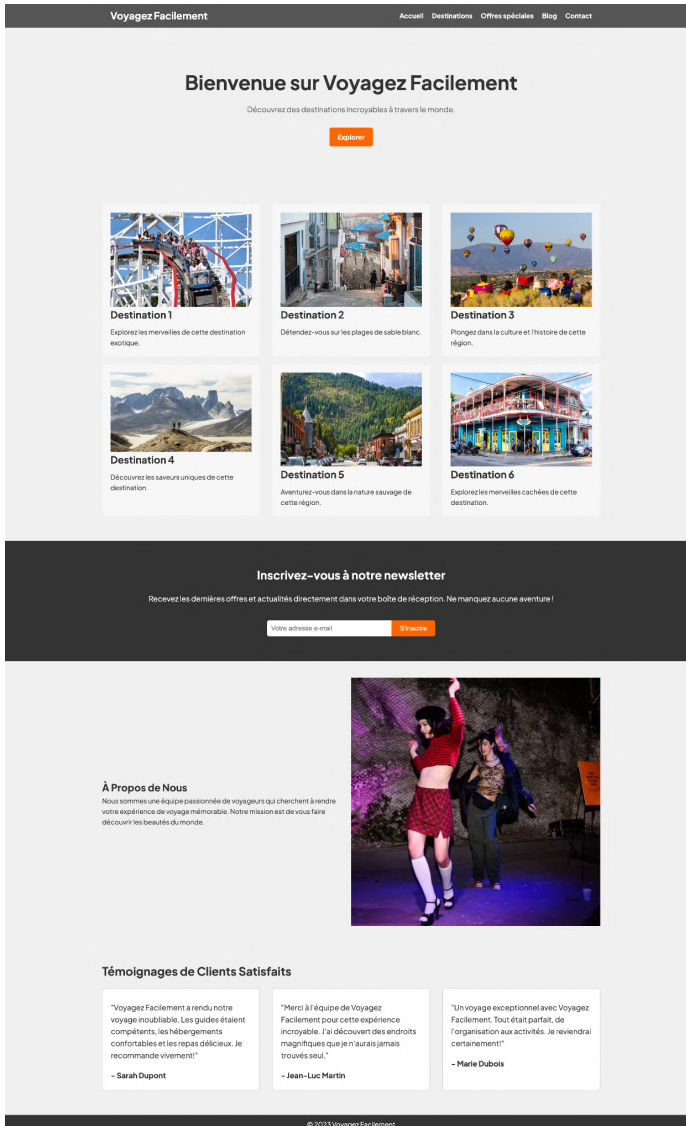 Voyagez Facilement
Accueil Destinations Offres spéciales Blog Contact
Bienvenue sur Voyagez Facilement
Découvrez des destinations incroyables à travers le monde.
Explorer
Destination 1
Explorez les merveilles de cette destination
exotique.
Destination 2
Détendez-vous sur les plages de sable blanc.
Destination 3
Plongez dans la culture et l'histoire de cette
région.
Destination 4
Découvrez les saveurs uniques de cette
destination.
Destination 5
Aventurez-vous dans la nature sauvage de
cette région.
Destination 6
Explorez les merveilles cachées de cette
destination.
Inscrivez-vous à notre newsletter
Recevez les dernières offres et actualités directement dans votre boîte de réception. Ne manquez aucune aventure !
Votre adresse e-mail
S'inscrire
À Propos de Nous
Nous sommes une équipe passionnée de voyageurs qui cherchent à rendre
votre expérience de voyage mémorable. Notre mission est de vous faire
découvrir les beautés du monde.
Témoignages de Clients Satisfaits
"Voyagez Facilement a rendu notre
voyage inoubliable. Les guides étaient
compétents, les hébergements
confortables et les repas délicieux. Je
recommande vivement!"
- Sarah Dupont
"Merci à l'équipe de Voyagez
Facilement pour cette expérience
incroyable. J'ai découvert des endroits
magnifiques que je n'aurais jamais
trouvés seul."
- Jean-Luc Martin
"Un voyage exceptionnel avec Voyagez
Facilement. Tout était parfait, de
l'organisation aux activités. Je reviendrai
certainement!"
- Marie Dubois
© 2023 Voyagez Facilement